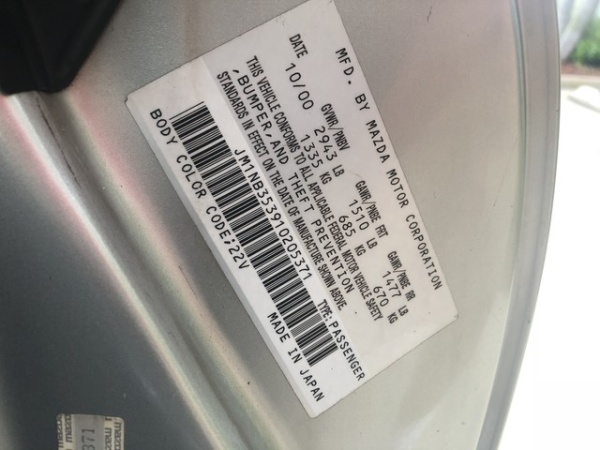 MFD. BY MAZDA MOTOR CORPORATION
DATE GVWR/PNBV GAWR/PNBE FRT GAWR/PNBE RR
10/00 2943 LB 1510 LB 1477 LB
1335 KG 685 KG 670 KG
THIS VEHICLE CONFORMS TO ALL APPLICABLE FEDERAL MOTOR VEHICLE SAFETY
, BUMPER, AND THEFT PREVENTION
STANDARDS IN EFFECT ON THE DATE OF MANUFACTURE SHOWN ABOVE.
JM1NB353910205371 TYPE:PASSENGER
BODY COLOR CODE;22V MADE IN JAPAN
371